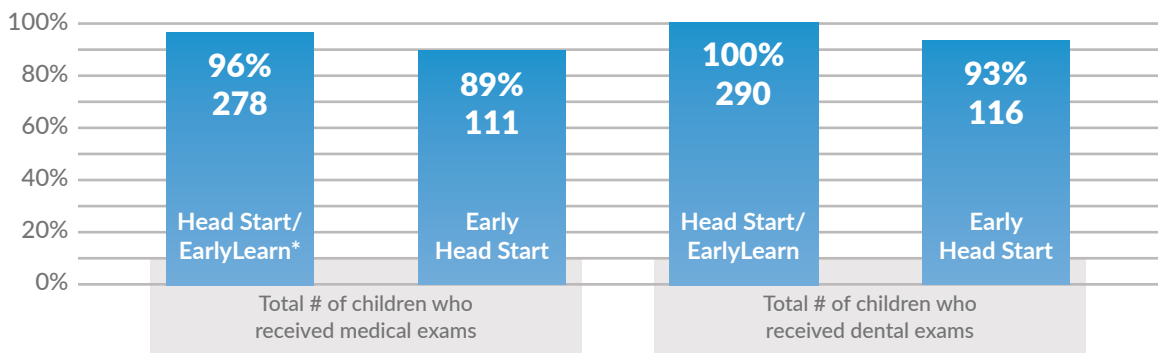 100%
80%
60%
40%
20%
0%
96%
278
Head Start/
EarlyLearn*
89%
111
Early
Head Start
100%
290
Head Start/
EarlyLearn
93%
116
Early
Head Start
Total # of children who
received medical exams
Total # of children who
received dental exams